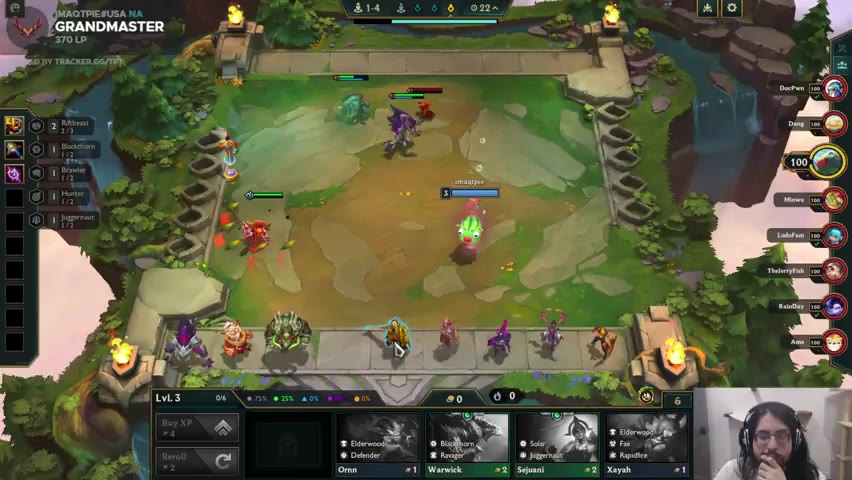 IMAQTPIE#USA NA
GRANDMASTER
370 LP
ED BY TRACKER.GG/TFT
1-4
22
2 Riftbeast
2 / 3
1 Blackthorn
1 / 2
1 Brawler
1 / 2
1 Hunter
1 / 2
1 Juggernaut
1 / 2
imaqtpie
3
DocPwn 100
Dang 100
100
Minwu 100
LudoFam 100
TheJerryFish 100
RainDay 100
Ame 100
Lvl. 3
0/6
75%
25%
0%
0%
0
0
6
Buy XP
4
Reroll
2
Elderwood
Defender
Ornn 1
Blackthorn
Ravager
Warwick 2
Solar
Juggernaut
Sejuani 2
Elderwood
Fae
Rapidfire
Xayah 1